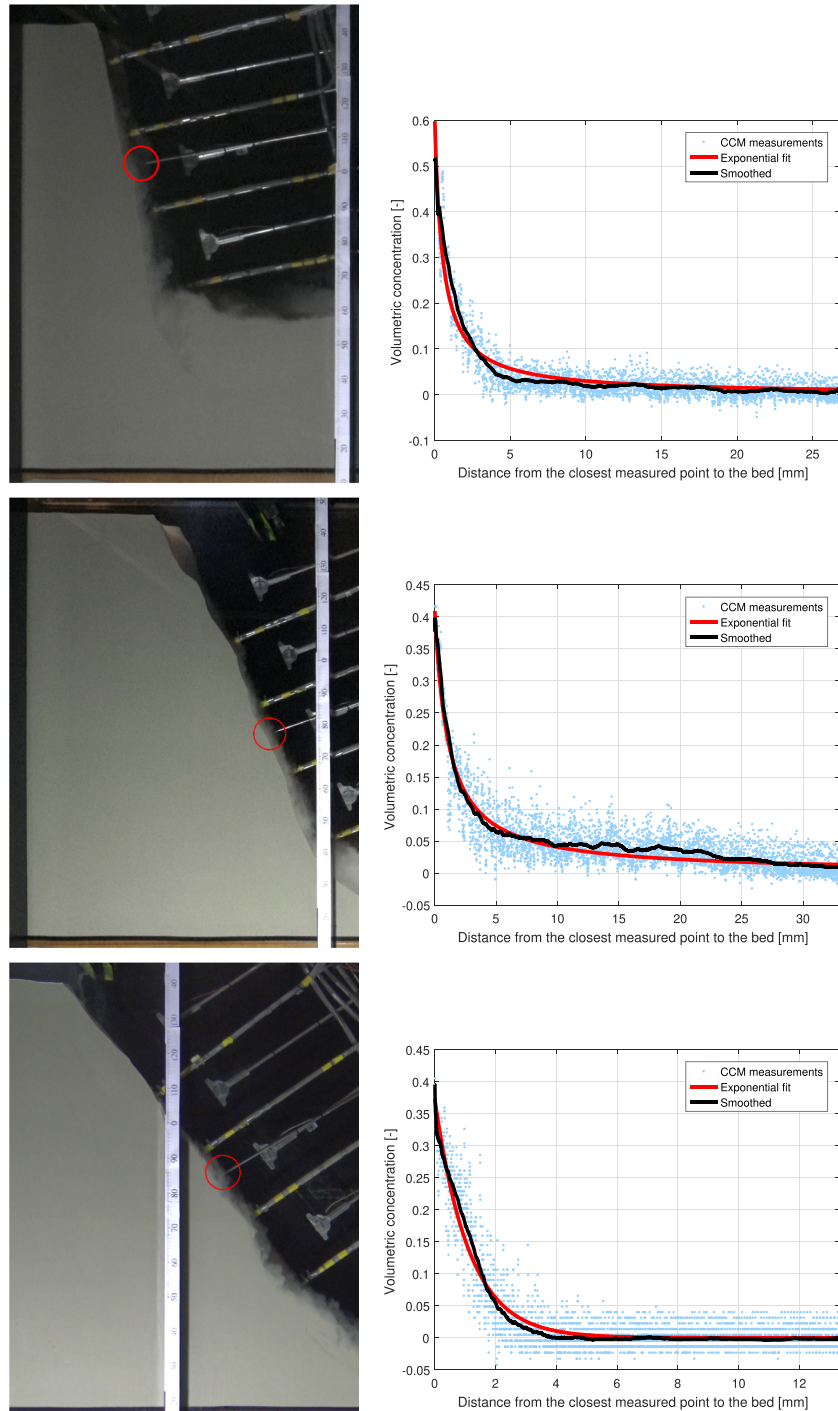 0.6
0.5
0.4
0.3
0.2
0.1
0
-0.1
Volumetric concentration [-]
CCM measurements
Exponential fit
Smoothed
0 5 10 15 20 25
Distance from the closest measured point to the bed [mm]
0.45
0.4
0.35
0.3
0.25
0.2
0.15
0.1
0.05
0
-0.05
Volumetric concentration [-]
CCM measurements
Exponential fit
Smoothed
0 5 10 15 20 25 30
Distance from the closest measured point to the bed [mm]
0.45
0.4
0.35
0.3
0.25
0.2
0.15
0.1
0.05
0
-0.05
Volumetric concentration [-]
CCM measurements
Exponential fit
Smoothed
0 2 4 6 8 10 12
Distance from the closest measured point to the bed [mm]